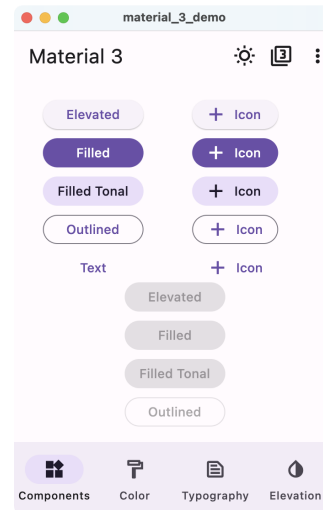 material_3_demo
Material 3
3
Elevated
+ Icon
Filled
+ Icon
Filled Tonal
+ Icon
Outlined
+ Icon
Text
+ Icon
Elevated
Filled
Filled Tonal
Outlined
Components
Color
Typography
Elevation